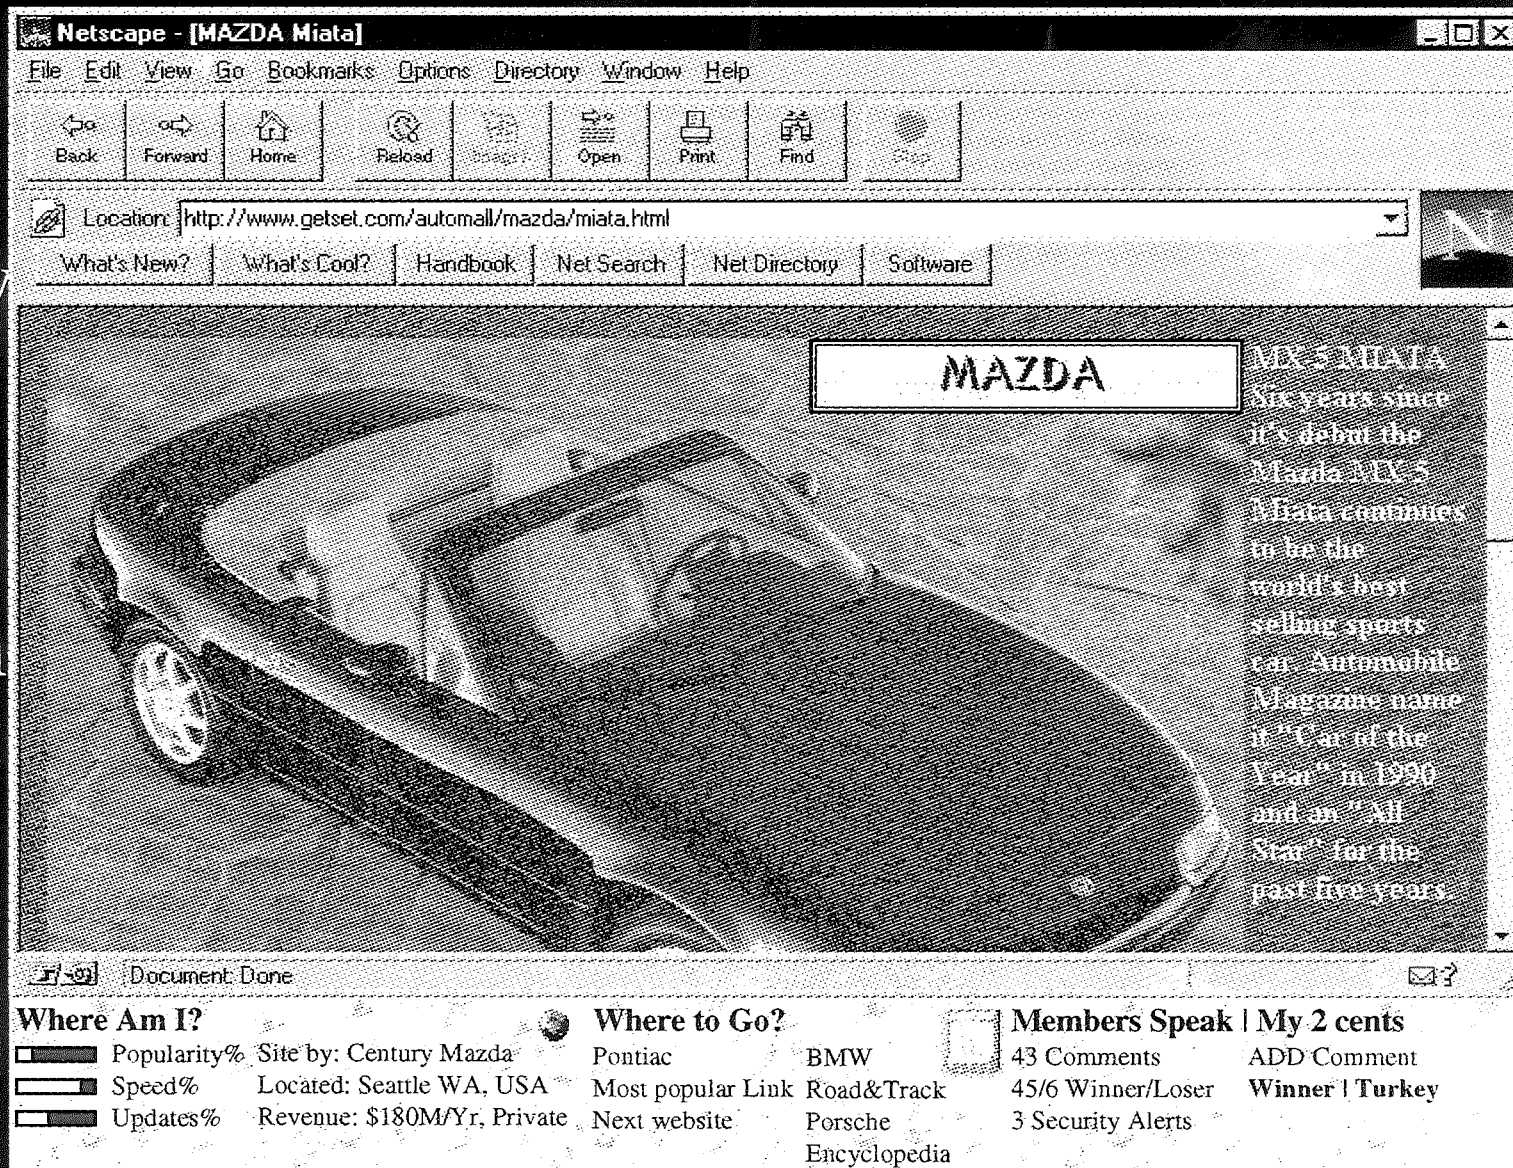 Netscape - [MAZDA Miata]
File Edit View Go Bookmarks Options Directory Window Help
Back Forward Home Reload Images Open Print Find Stop
Location: http://www.getset.com/automall/mazda/miata.html
What's New? What's Cool? Handbook Net Search Net Directory Software
N
MAZDA
MX-5 MIATA
Six years since
it's debut the
Mazda MX-5
Miata continues
to be the
world's best
selling sports
car. Automobile
Magazine name
it "Car of the
Year" in 1990
and an "All
Star" for the
past five years.
Document: Done
Where Am I?
Popularity% Site by: Century Mazda
Speed% Located: Seattle WA, USA
Updates% Revenue: $180M/Yr, Private
Where to Go?
Pontiac BMW
Most popular Link Road&Track
Next website Porsche
Encyclopedia
Members Speak | My 2 cents
43 Comments ADD Comment
45/6 Winner/Loser Winner | Turkey
3 Security Alerts